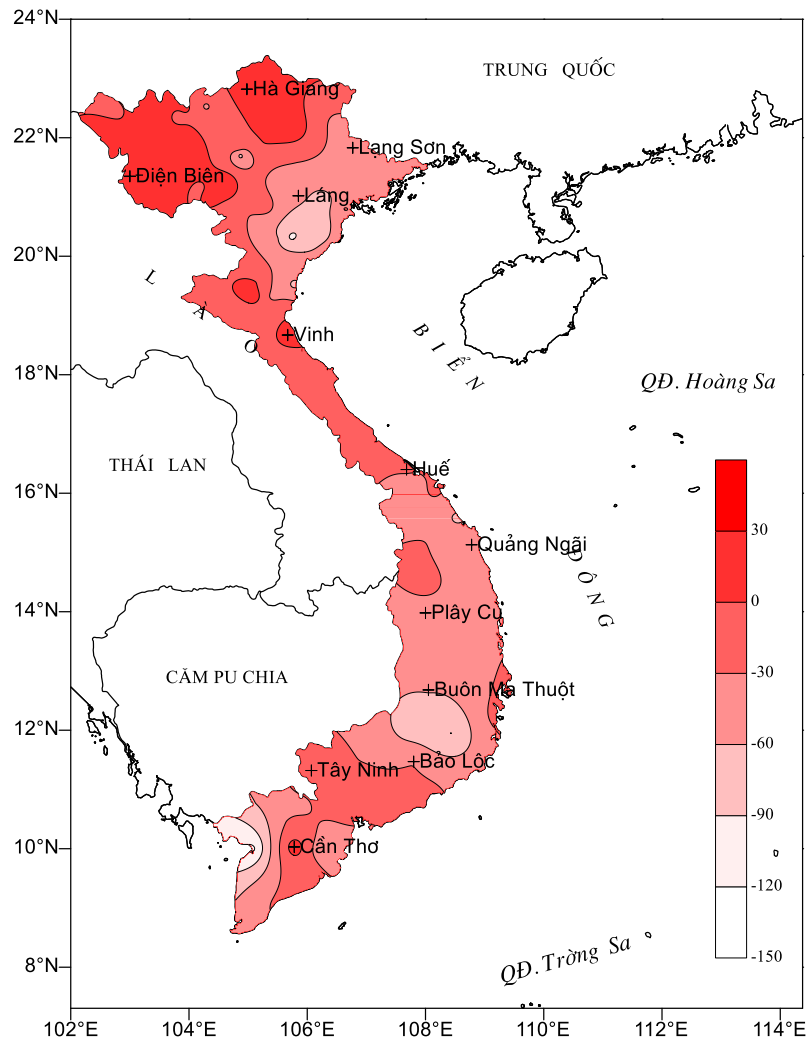 24°N
TRUNG QUỐC
Hà Giang
22°N
Lạng Sơn
Điện Biên
Láng
20°N
LÀO
Vinh
BIỂN
18°N
QĐ. Hoàng Sa
THÁI LAN
Huế
16°N
30
Quảng Ngãi
ĐÔNG
0
14°N
Plây Cu
-30
CĂM PU CHIA
Buôn Ma Thuột
12°N
-60
Bảo Lộc
Tây Ninh
-90
10°N
Cần Thơ
-120
8°N
QĐ. Trờng Sa
-150
102°E 104°E 106°E 108°E 110°E 112°E 114°E